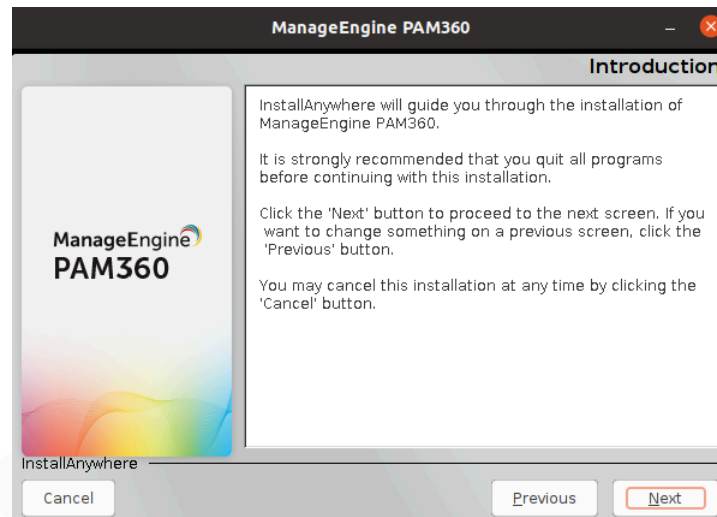 ManageEngine PAM360
Introduction
ManageEngine
PAM360
InstallAnywhere will guide you through the installation of
ManageEngine PAM360.
It is strongly recommended that you quit all programs
before continuing with this installation.
Click the 'Next' button to proceed to the next screen. If you
want to change something on a previous screen, click the
'Previous' button.
You may cancel this installation at any time by clicking the
'Cancel' button.
InstallAnywhere
Cancel
Previous
Next